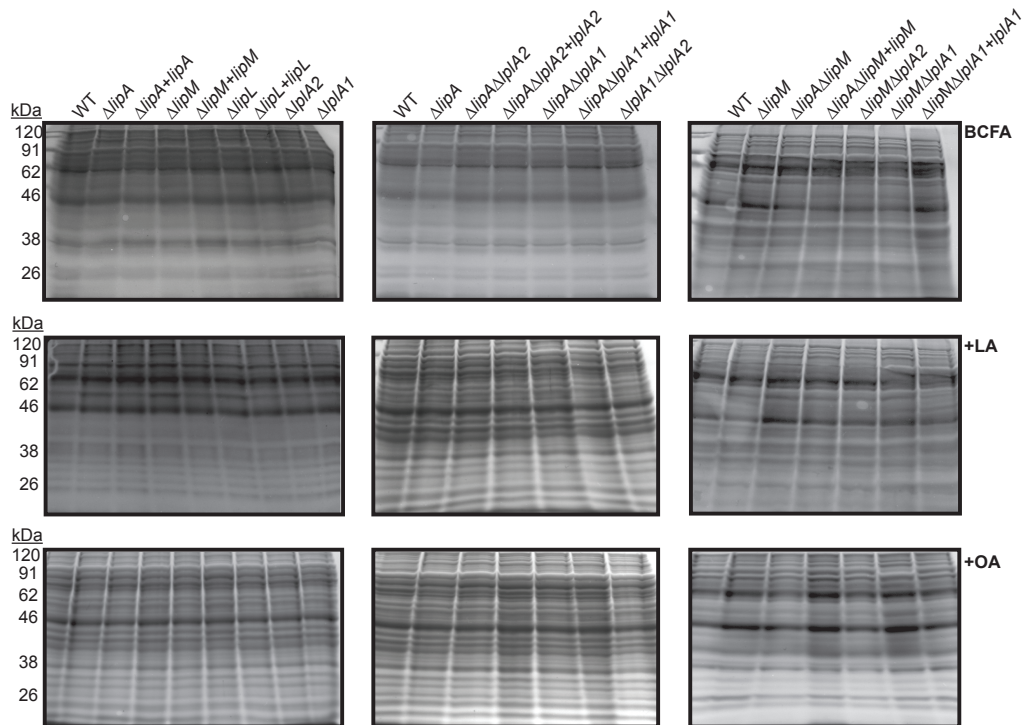 WT ΔlipA ΔlipA+lipA ΔlipM ΔlipM+lipM ΔlipL ΔlipL+lipL ΔlplA2 ΔlplA1
WT ΔlipA ΔlipAΔlplA2 ΔlipAΔlplA2+lplA2 ΔlipAΔlplA1 ΔlipAΔlplA1+lplA1 ΔlplA1ΔlplA2
WT ΔlipM ΔlipAΔlipM ΔlipAΔlipM+lipM ΔlipMΔlplA2 ΔlipMΔlplA1 ΔlipMΔlplA1+lplA1
kDa
120
91
62
46
38
26
BCFA
kDa
120
91
62
46
38
26
+LA
kDa
120
91
62
46
38
26
+OA